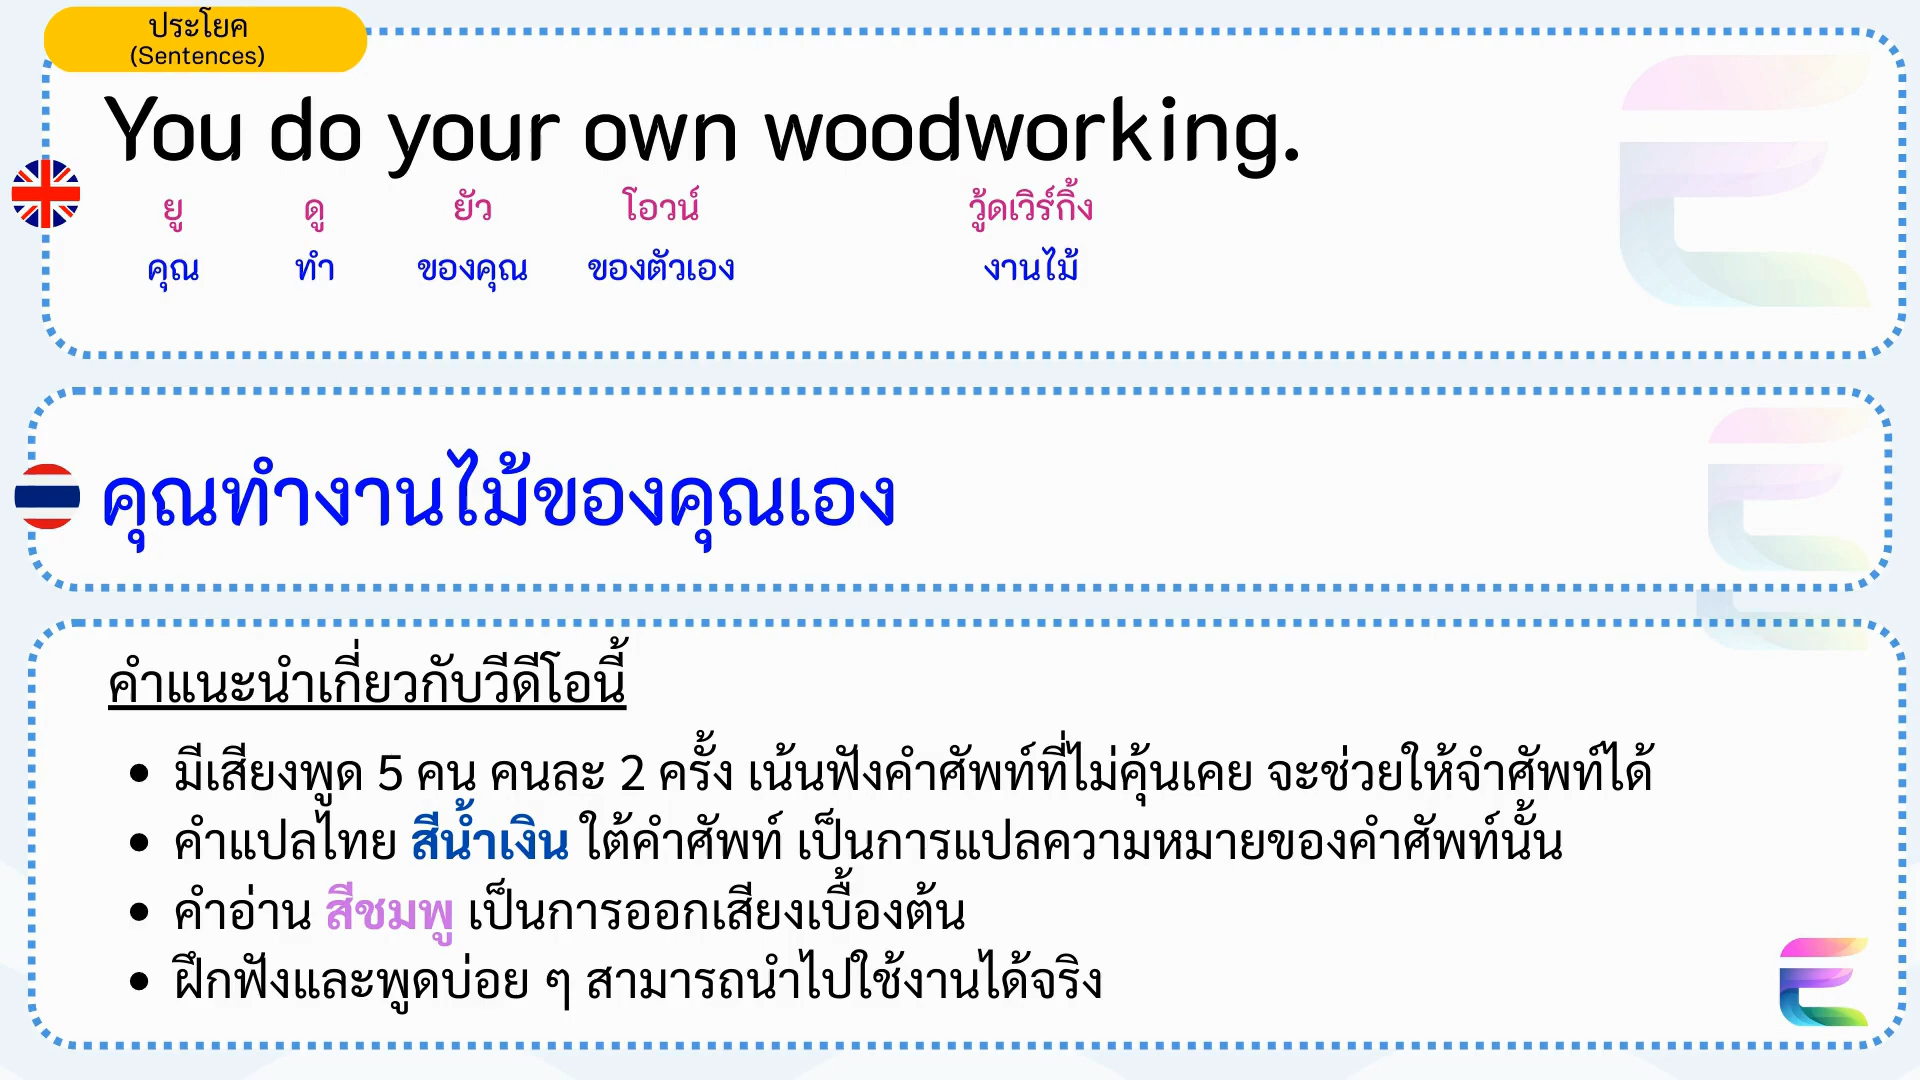 ประโยค
(Sentences)
You do your own woodworking.
ยู ดู ยัว โอวน์ วู้ดเวิร์กิ้ง
คุณ ทำ ของคุณ ของตัวเอง งานไม้
คุณทำงานไม้ของคุณเอง
คำแนะนำเกี่ยวกับวีดีโอนี้
• มีเสียงพูด 5 คน คนละ 2 ครั้ง เน้นฟังคำศัพท์ที่ไม่คุ้นเคย จะช่วยให้จำศัพท์ได้
• คำแปลไทย สีน้ำเงิน ใต้คำศัพท์ เป็นการแปลความหมายของคำศัพท์นั้น
• คำอ่าน สีชมพู เป็นการออกเสียงเบื้องต้น
• ฝึกฟังและพูดบ่อย ๆ สามารถนำไปใช้งานได้จริง